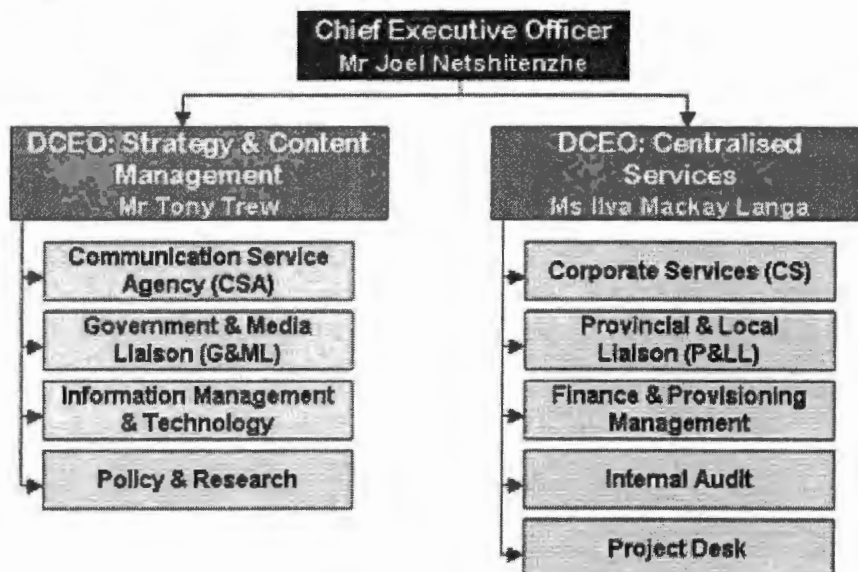 Chief Executive Officer
Mr Joel Netshitenzhe
DCEO: Strategy & Content
Management
Mr Tony Trew
Communication Service
Agency (CSA)
Government & Media
Liaison (G&ML)
Information Management
& Technology
Policy & Research
DCEO: Centralised
Services
Ms Ilva Mackay Langa
Corporate Services (CS)
Provincial & Local
Liaison (P&LL)
Finance & Provisioning
Management
Internal Audit
Project Desk